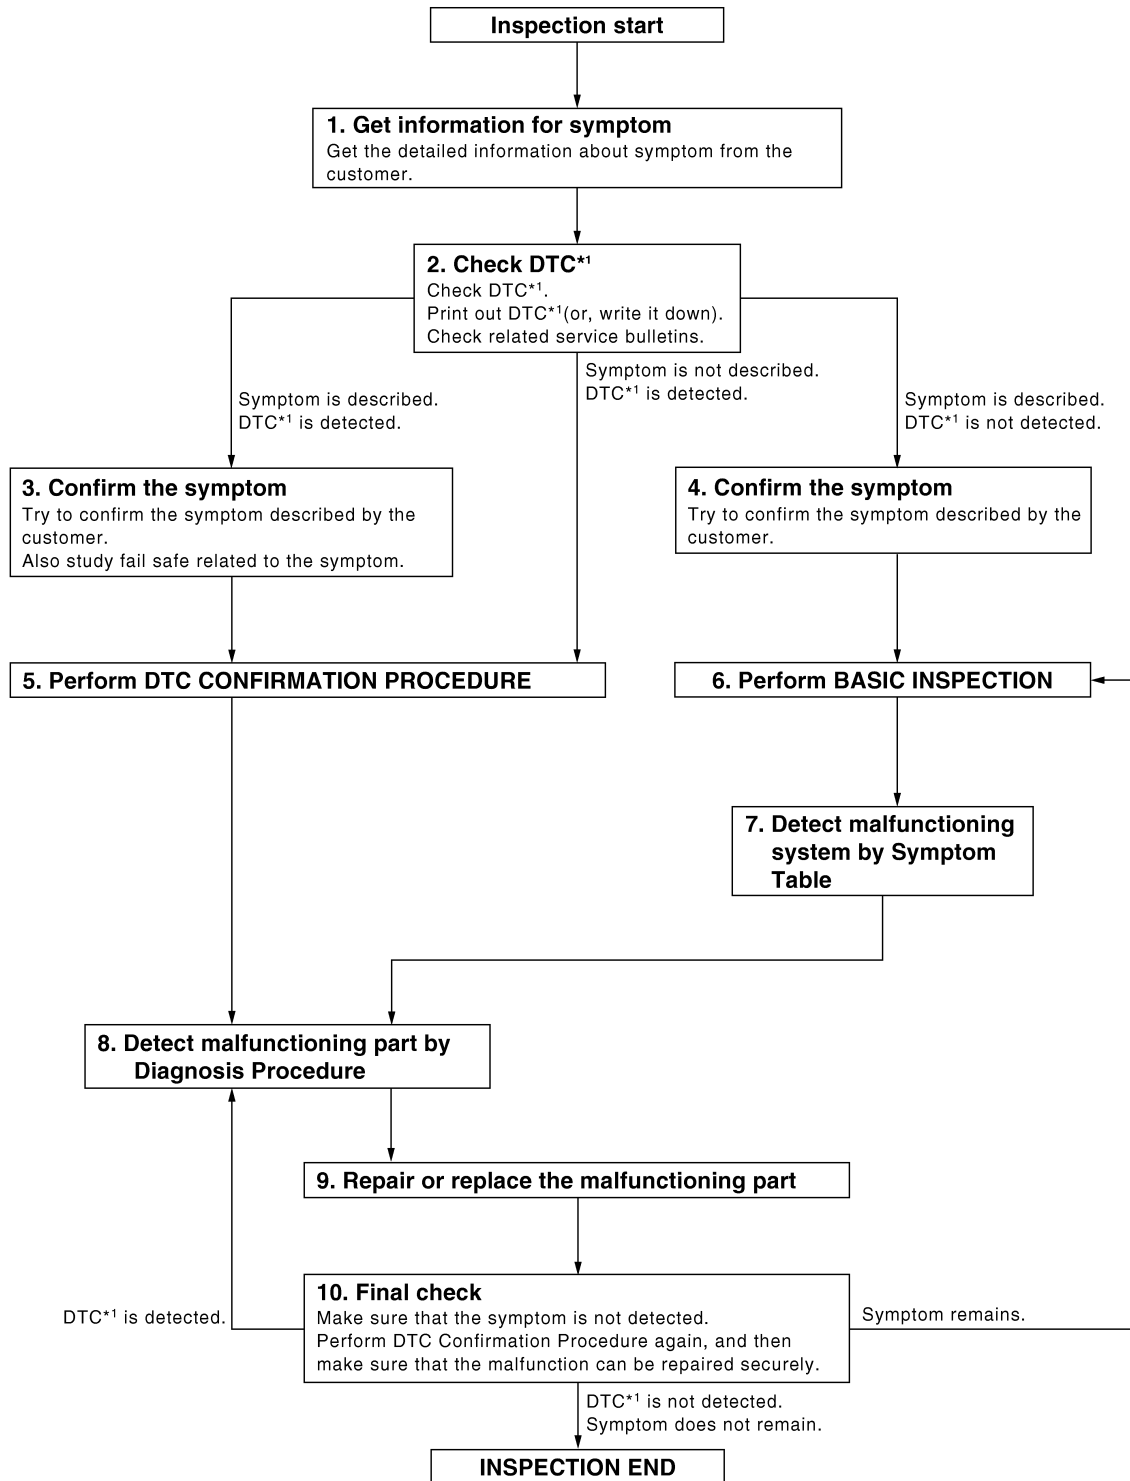 Inspection start
1. Get information for symptom
Get the detailed information about symptom from the
customer.
2. Check DTC*1
Check DTC*1.
Print out DTC*1(or, write it down).
Check related service bulletins.
Symptom is described.
DTC*1 is detected.
Symptom is not described.
DTC*1 is detected.
Symptom is described.
DTC*1 is not detected.
3. Confirm the symptom
Try to confirm the symptom described by the
customer.
Also study fail safe related to the symptom.
4. Confirm the symptom
Try to confirm the symptom described by the
customer.
5. Perform DTC CONFIRMATION PROCEDURE
6. Perform BASIC INSPECTION
7. Detect malfunctioning
system by Symptom
Table
8. Detect malfunctioning part by
Diagnosis Procedure
9. Repair or replace the malfunctioning part
10. Final check
Make sure that the symptom is not detected.
Perform DTC Confirmation Procedure again, and then
make sure that the malfunction can be repaired securely.
DTC*1 is detected.
Symptom remains.
DTC*1 is not detected.
Symptom does not remain.
INSPECTION END